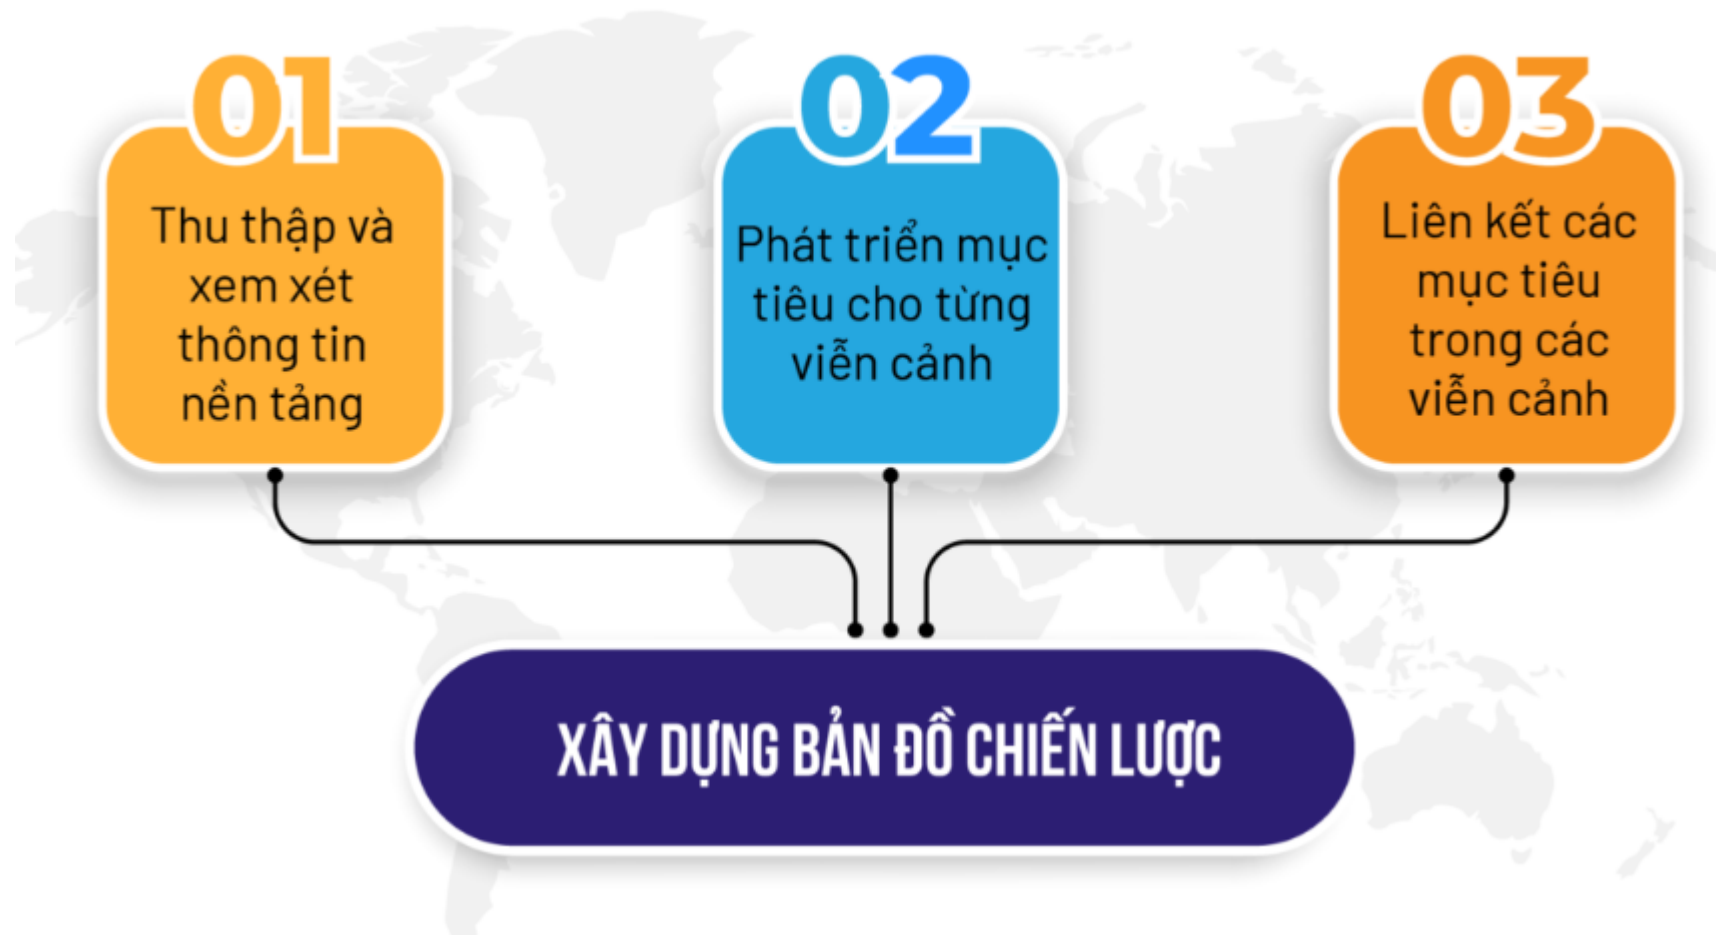 01
Thu thập và
xem xét
thông tin
nền tảng
02
Phát triển mục
tiêu cho từng
viễn cảnh
03
Liên kết các
mục tiêu
trong các
viễn cảnh
XÂY DỰNG BẢN ĐỒ CHIẾN LƯỢC